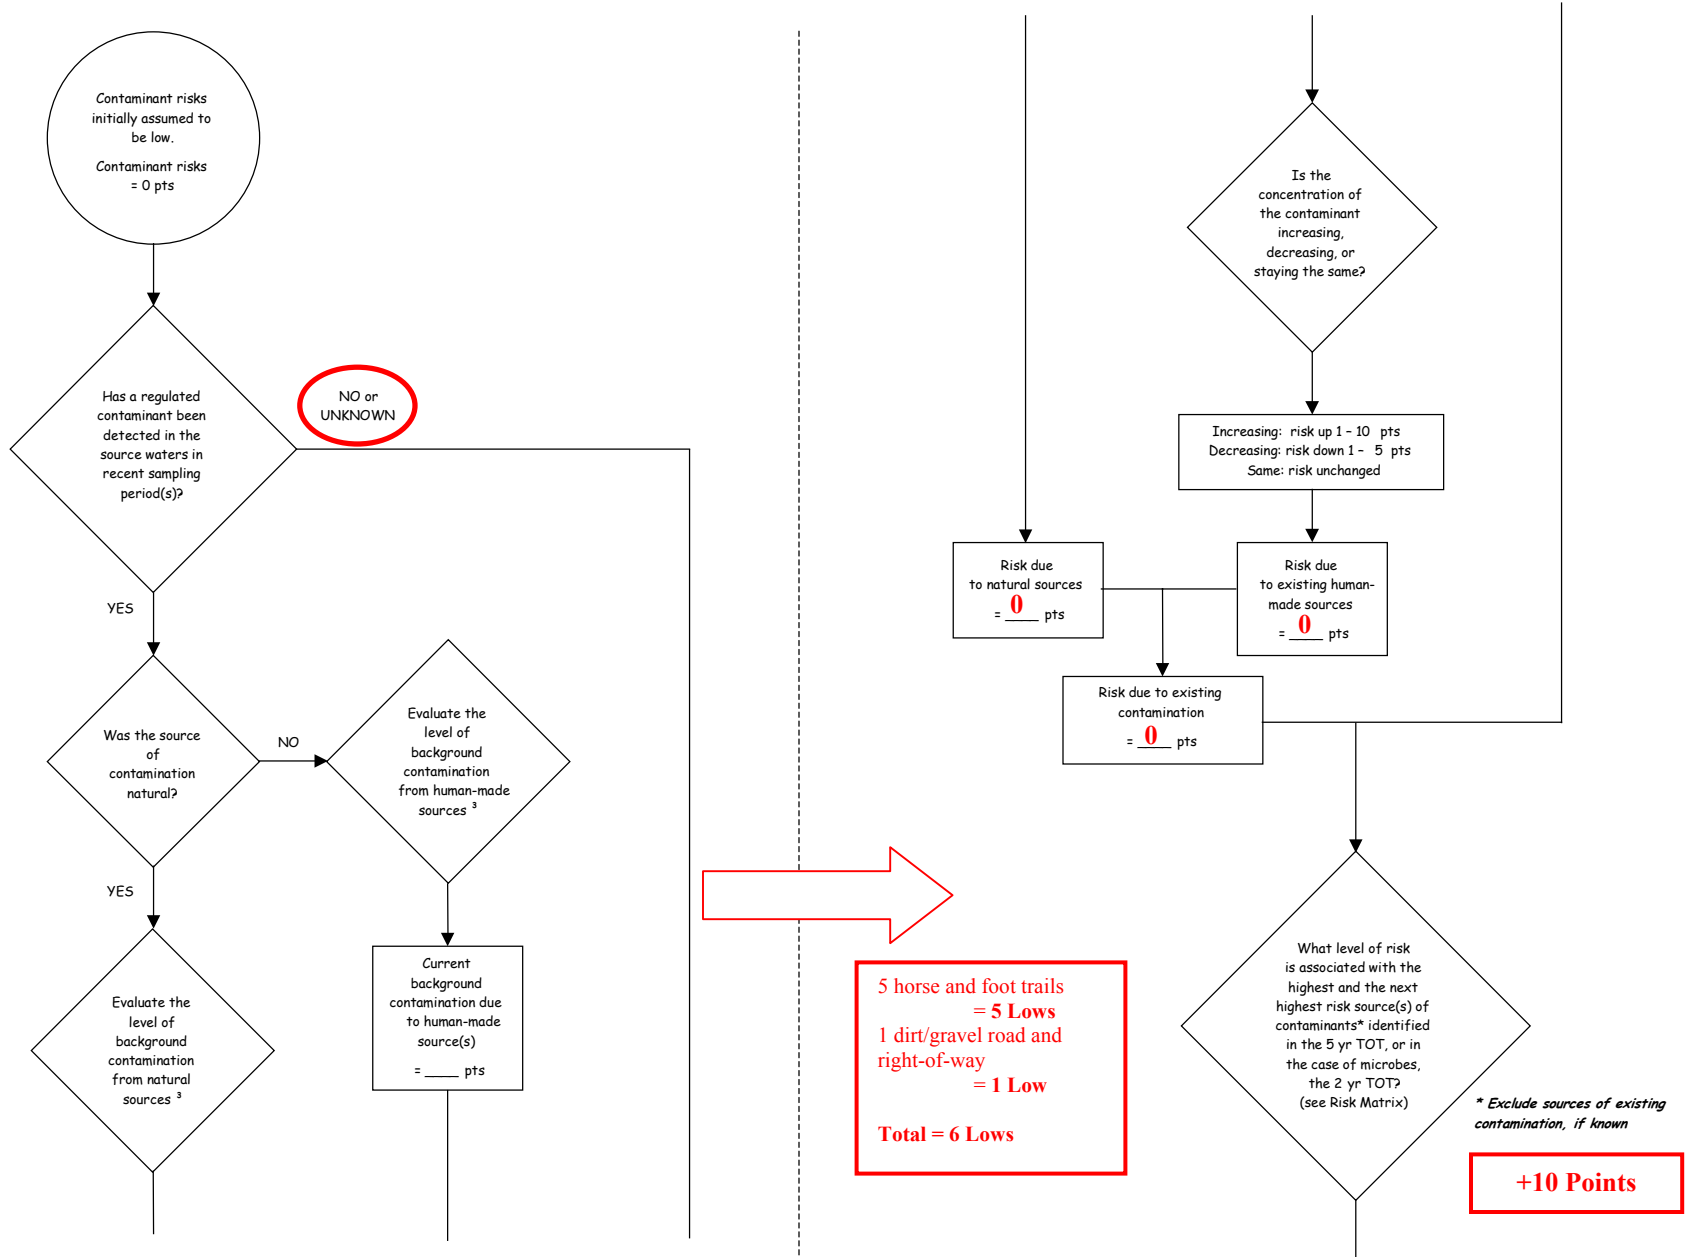 Contaminant risks
initially assumed to
be low.
Contaminant risks
= 0 pts
Has a regulated
contaminant been
detected in the
source waters in
recent sampling
period(s)?
NO or
UNKNOWN
YES
Was the source
of
contamination
natural?
NO
Evaluate the
level of
background
contamination
from human-made
sources ³
YES
Evaluate the
level of
background
contamination
from natural
sources ³
Current
background
contamination due
to human-made
source(s)
= ____ pts
Is the
concentration of
the contaminant
increasing,
decreasing, or
staying the same?
Increasing: risk up 1 – 10 pts
Decreasing: risk down 1 – 5 pts
Same: risk unchanged
Risk due
to natural sources
= 0 pts
Risk due
to existing human-
made sources
= 0 pts
Risk due to existing
contamination
= 0 pts
5 horse and foot trails
= 5 Lows
1 dirt/gravel road and
right-of-way
= 1 Low
Total = 6 Lows
What level of risk
is associated with the
highest and the next
highest risk source(s) of
contaminants* identified
in the 5 yr TOT, or in
the case of microbes,
the 2 yr TOT?
(see Risk Matrix)
* Exclude sources of existing
contamination, if known
+10 Points